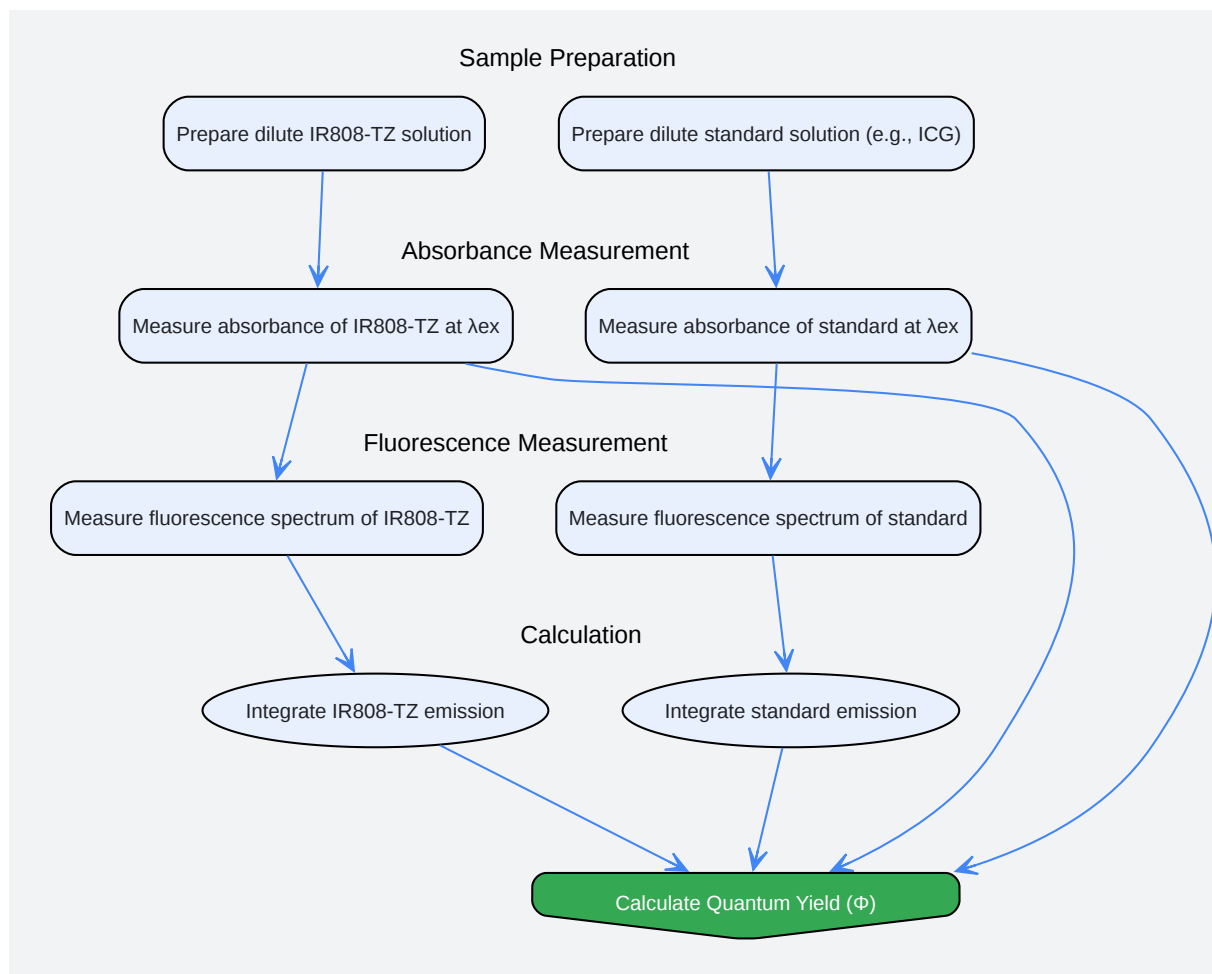 Sample Preparation
Prepare dilute IR808-TZ solution
Prepare dilute standard solution (e.g., ICG)
Absorbance Measurement
Measure absorbance of IR808-TZ at λex
Measure absorbance of standard at λex
Fluorescence Measurement
Measure fluorescence spectrum of IR808-TZ
Measure fluorescence spectrum of standard
Calculation
Integrate IR808-TZ emission
Integrate standard emission
Calculate Quantum Yield (Φ)